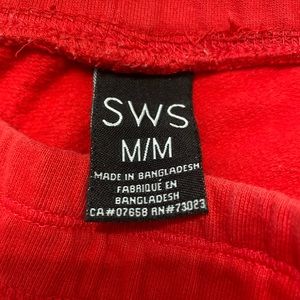 SWS
M/M
MADE IN BANGLADESH
FABRIQUÉ EN
BANGLADESH
CA#07658 RN#73023